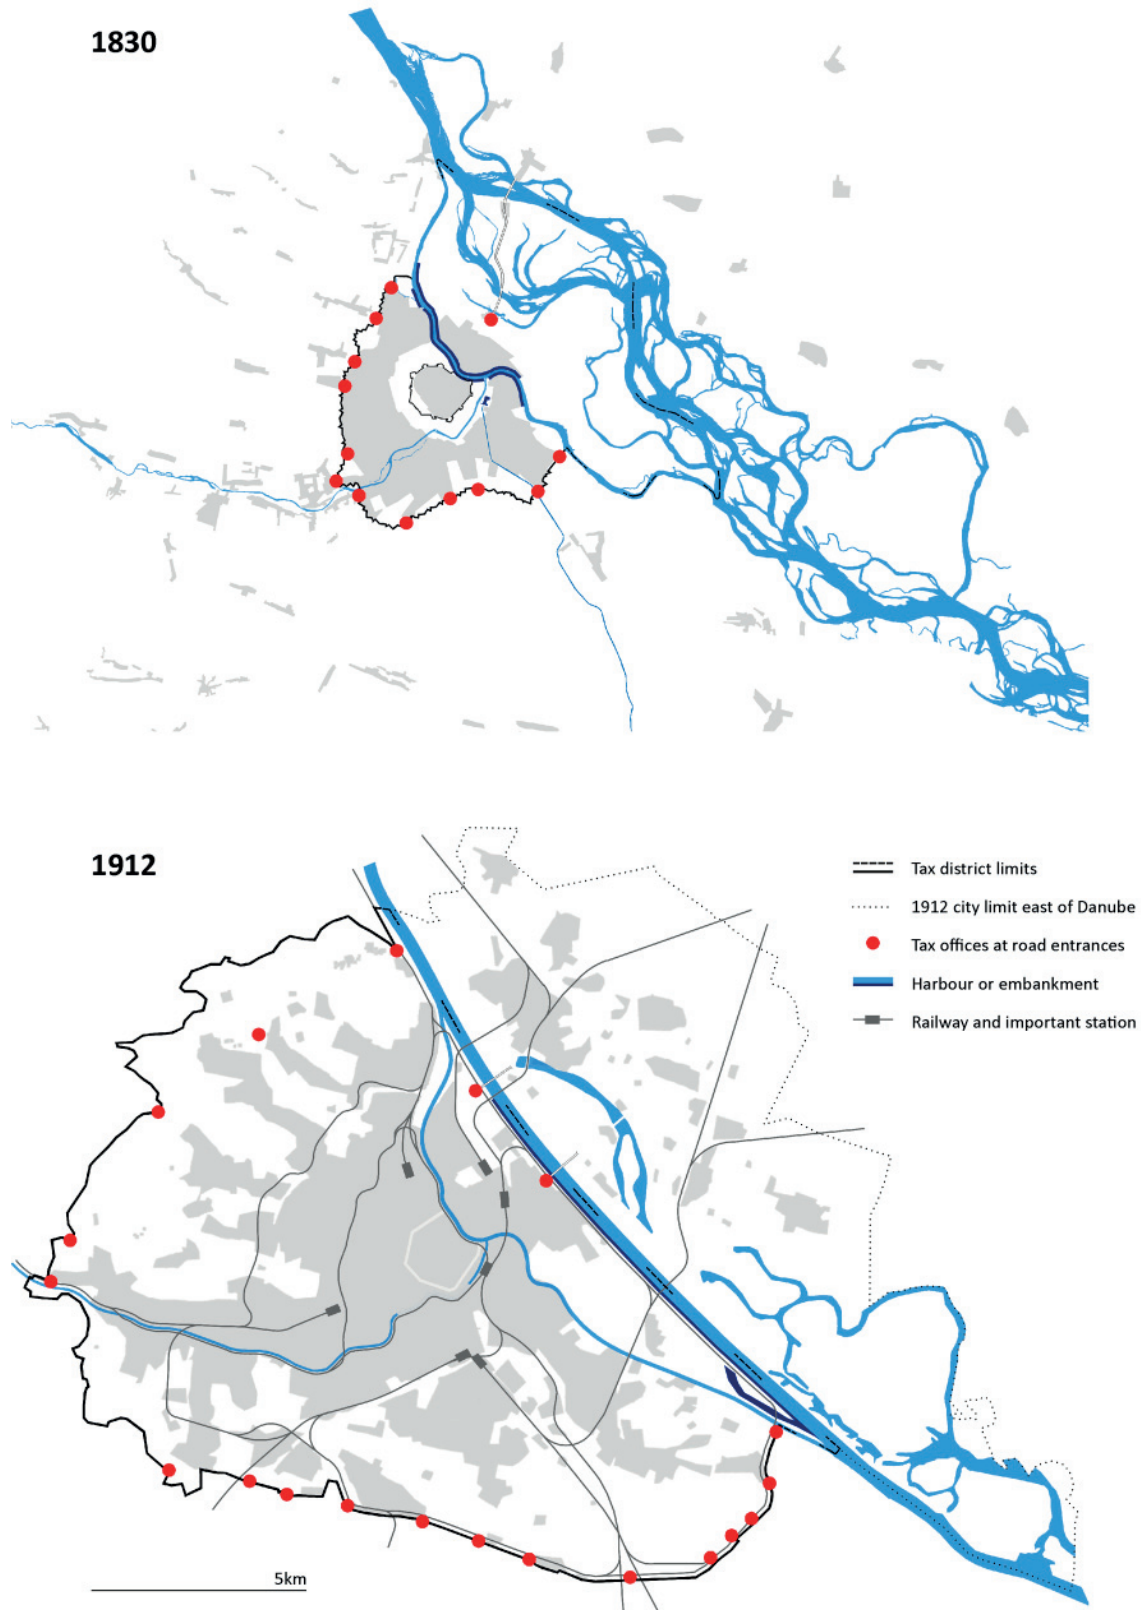 1830
1912
Tax district limits
1912 city limit east of Danube
Tax offices at road entrances
Harbour or embankment
Railway and important station
5km